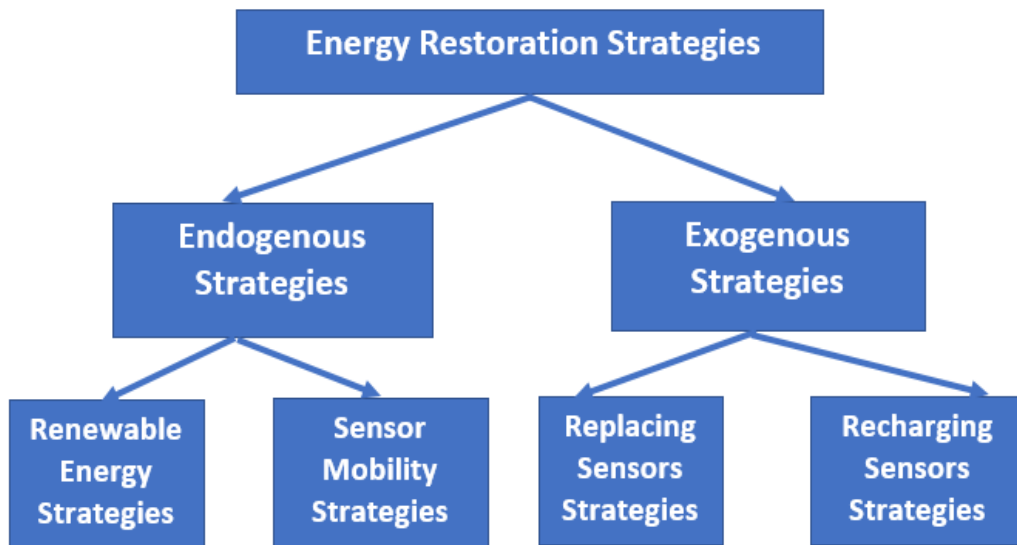 Energy Restoration Strategies
Endogenous
Strategies
Exogenous
Strategies
Renewable
Energy
Strategies
Sensor
Mobility
Strategies
Replacing
Sensors
Strategies
Recharging
Sensors
Strategies